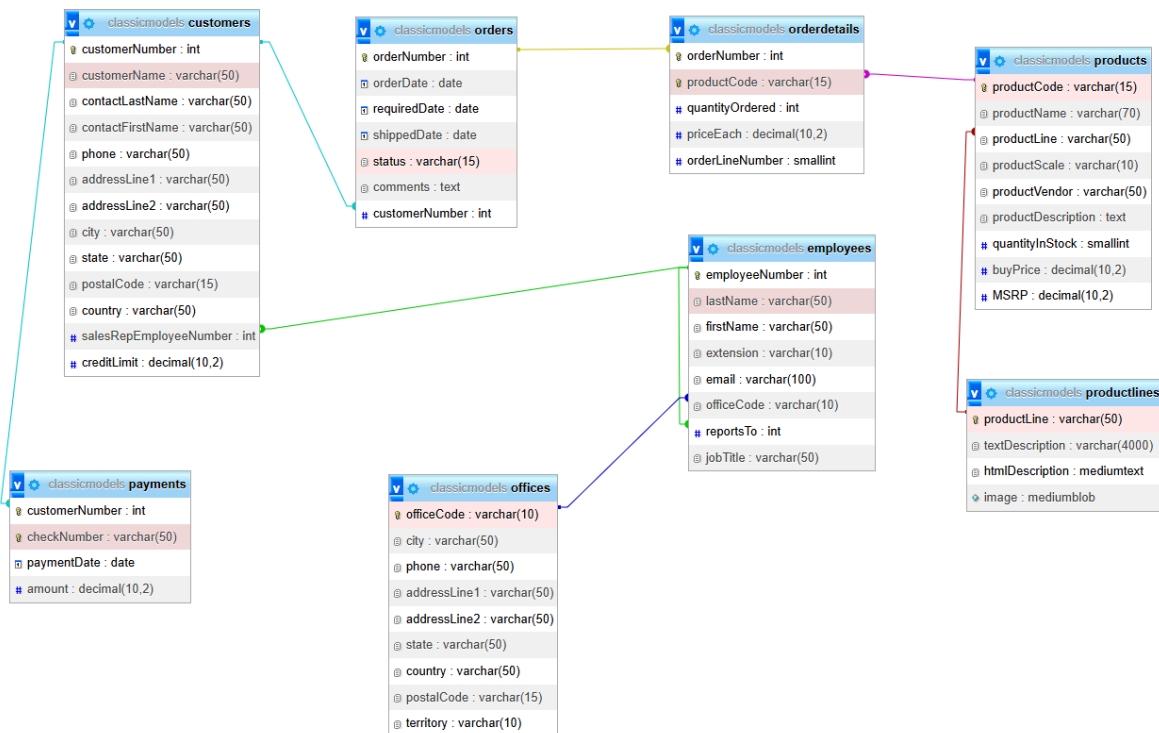 classicmodels customers
customerNumber : int
customerName : varchar(50)
contactLastName : varchar(50)
contactFirstName : varchar(50)
phone : varchar(50)
addressLine1 : varchar(50)
addressLine2 : varchar(50)
city : varchar(50)
state : varchar(50)
postalCode : varchar(15)
country : varchar(50)
salesRepEmployeeNumber : int
creditLimit : decimal(10,2)
classicmodels orders
orderNumber : int
orderDate : date
requiredDate : date
shippedDate : date
status : varchar(15)
comments : text
customerNumber : int
classicmodels orderdetails
orderNumber : int
productCode : varchar(15)
quantityOrdered : int
priceEach : decimal(10,2)
orderLineNumber : smallint
classicmodels products
productCode : varchar(15)
productName : varchar(70)
productLine : varchar(50)
productScale : varchar(10)
productVendor : varchar(50)
productDescription : text
quantityInStock : smallint
buyPrice : decimal(10,2)
MSRP : decimal(10,2)
classicmodels employees
employeeNumber : int
lastName : varchar(50)
firstName : varchar(50)
extension : varchar(10)
email : varchar(100)
officeCode : varchar(10)
reportsTo : int
jobTitle : varchar(50)
classicmodels productlines
productLine : varchar(50)
textDescription : varchar(4000)
htmlDescription : mediumtext
image : mediumblob
classicmodels payments
customerNumber : int
checkNumber : varchar(50)
paymentDate : date
amount : decimal(10,2)
classicmodels offices
officeCode : varchar(10)
city : varchar(50)
phone : varchar(50)
addressLine1 : varchar(50)
addressLine2 : varchar(50)
state : varchar(50)
country : varchar(50)
postalCode : varchar(15)
territory : varchar(10)